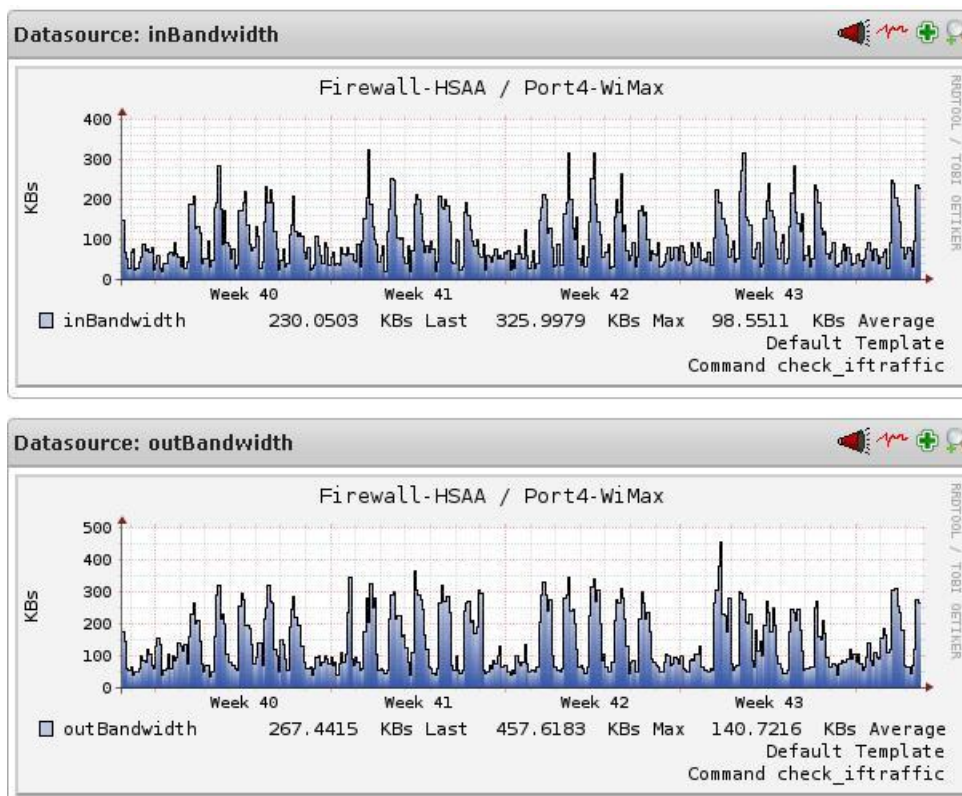 Datasource: inBandwidth
Firewall-HSAA / Port4-WiMax
RRDTOOL / TOBI OETIKER
KBs
400
300
200
100
0
Week 40 Week 41 Week 42 Week 43
inBandwidth 230.0503 KBs Last 325.9979 KBs Max 98.5511 KBs Average
Default Template
Command check_iftraffic
Datasource: outBandwidth
Firewall-HSAA / Port4-WiMax
RRDTOOL / TOBI OETIKER
KBs
500
400
300
200
100
0
Week 40 Week 41 Week 42 Week 43
outBandwidth 267.4415 KBs Last 457.6183 KBs Max 140.7216 KBs Average
Default Template
Command check_iftraffic